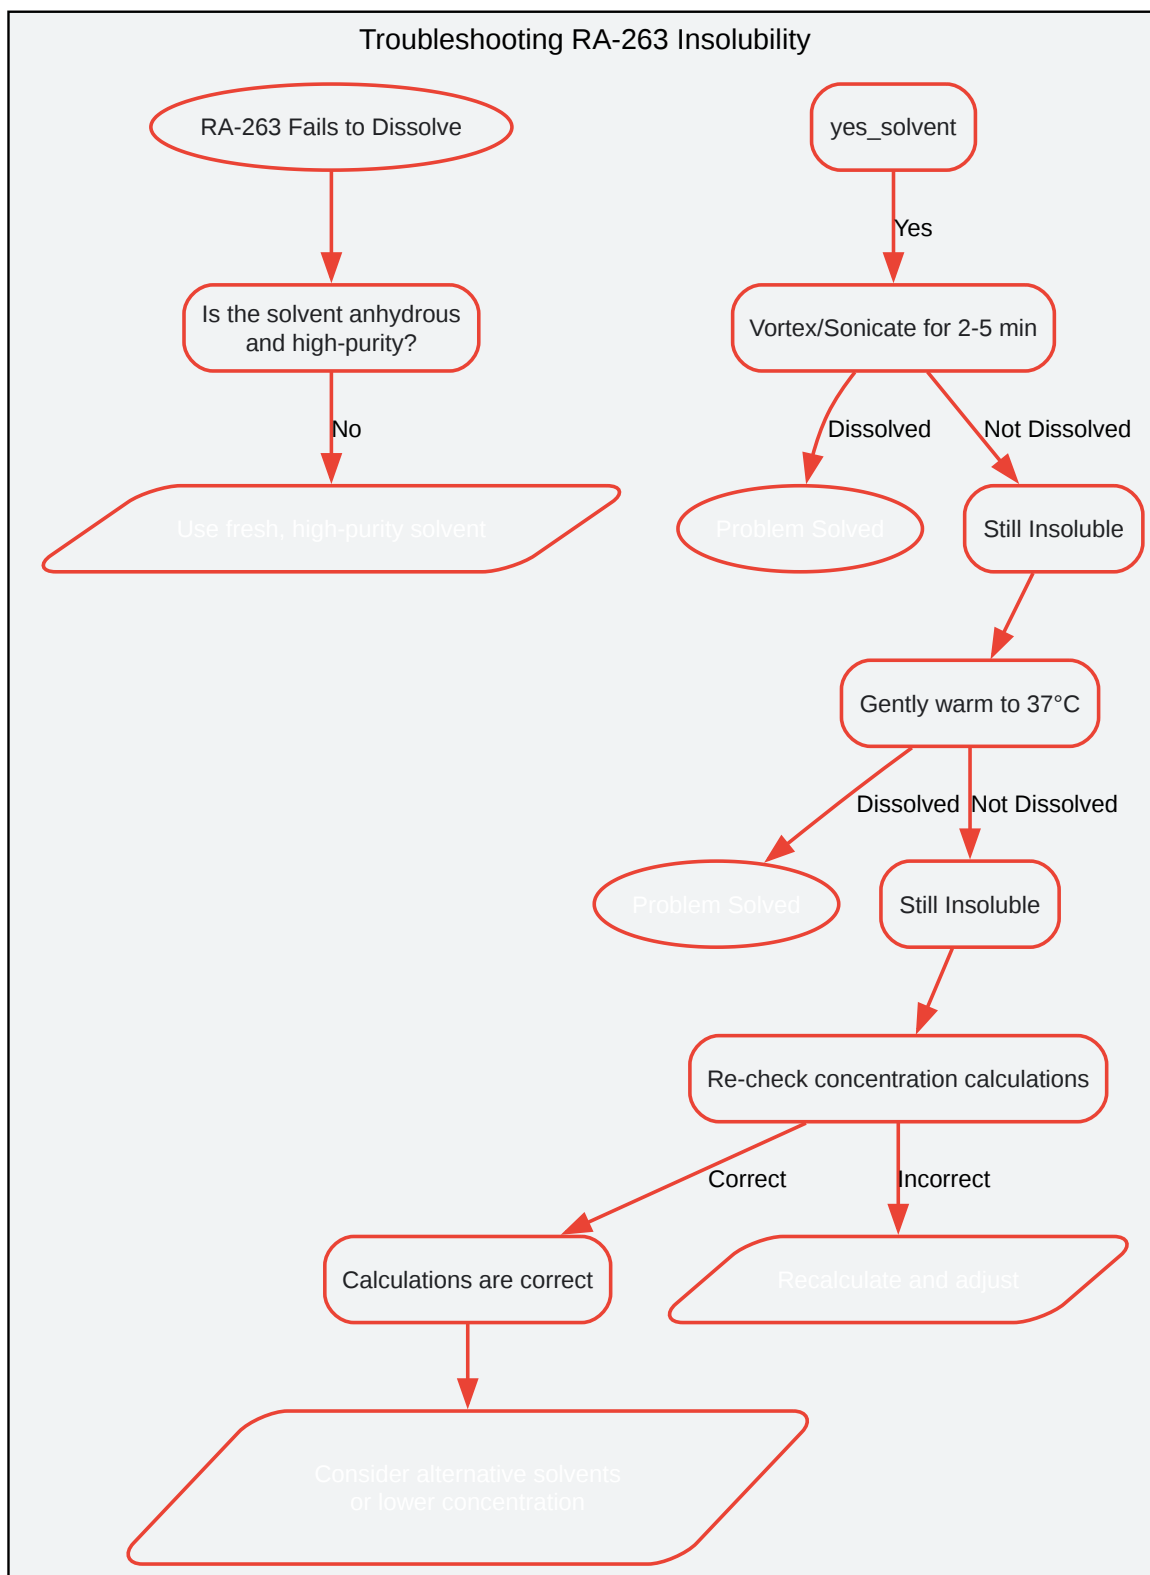 Troubleshooting RA-263 Insolubility
RA-263 Fails to Dissolve
yes_solvent
Yes
Is the solvent anhydrous
and high-purity?
Vortex/Sonicate for 2-5 min
No
Dissolved
Not Dissolved
Use fresh, high-purity solvent
Problem Solved
Still Insoluble
Gently warm to 37°C
Dissolved
Not Dissolved
Problem Solved
Still Insoluble
Re-check concentration calculations
Correct
Incorrect
Calculations are correct
Recalculate and adjust
Consider alternative solvents
or lower concentration